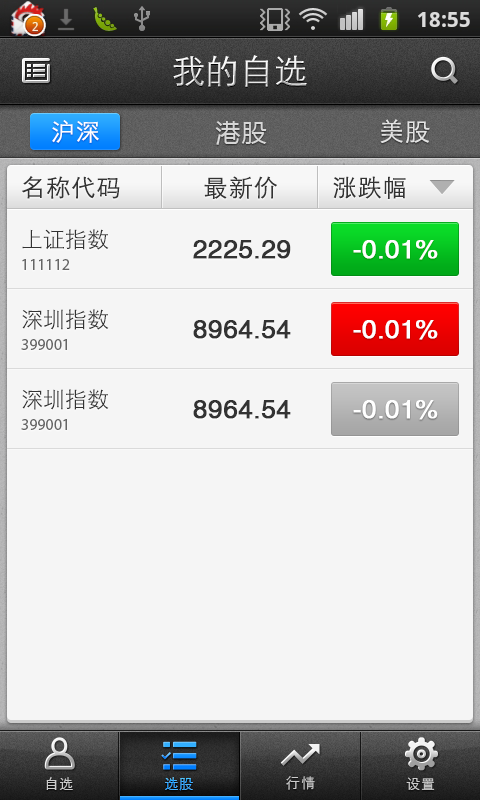 2
18:55
我的自选
沪深 港股 美股
名称代码 最新价 涨跌幅
上证指数
111112
2225.29 -0.01%
深圳指数
399001
8964.54 -0.01%
深圳指数
399001
8964.54 -0.01%
自选 选股 行情 设置